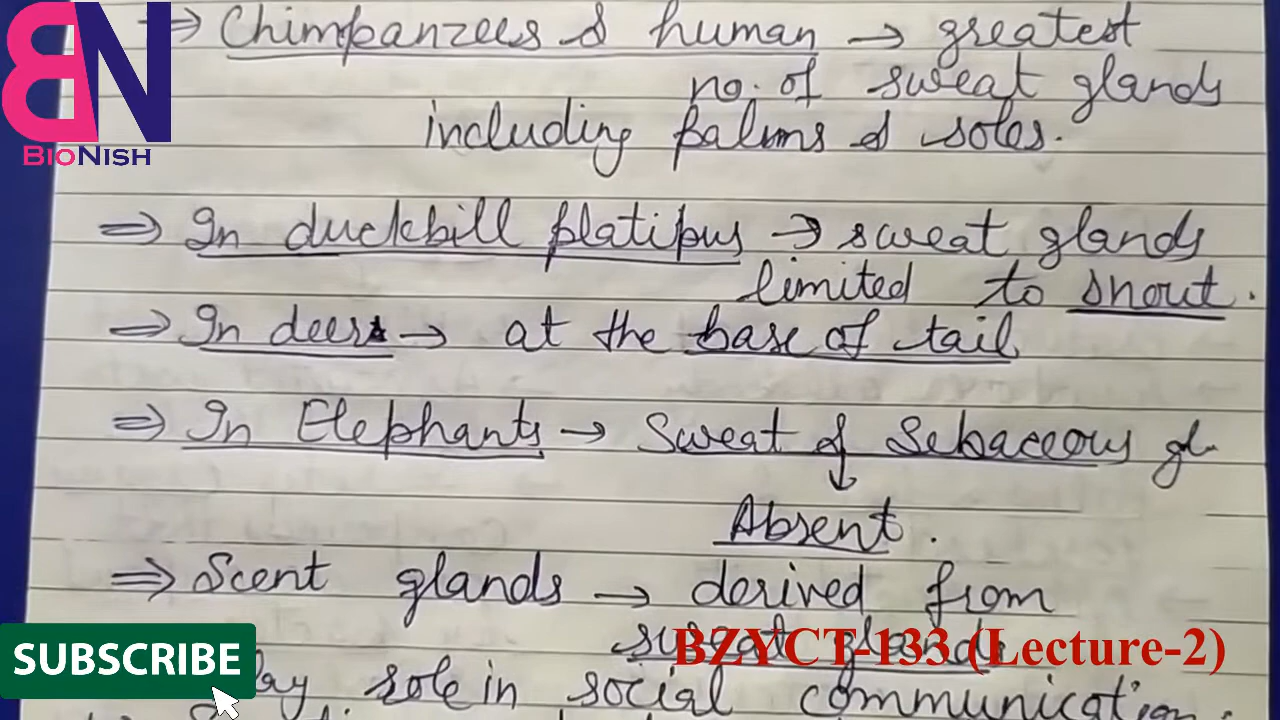 → Chimpanzees & human → greatest
no. of sweat glands
including palms & soles.
BN
BIONISH
⇒ In duckbill platipus → sweat glands
limited to snout.
⇒ In deers → at the base of tail
⇒ In Elephants → Sweat & Sebaceous gl
↓
Absent.
⇒ Scent glands → derived from
sweat glands
BZYCT-133 (Lecture-2)
SUBSCRIBE
role in social communication.